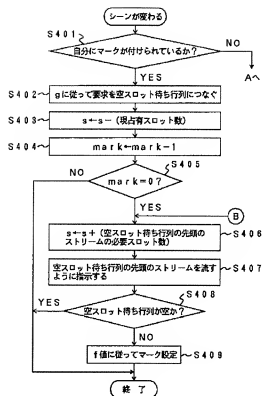 シーンが変わる
S401
自分にマークが付けられているか?
NO
Aへ
YES
S402
gに従って要求を空スロット待ち行列につなぐ
S403
s←s−(現占有スロット数)
S404
mark←mark−1
S405
NO
mark=0?
YES
B
s←s+(空スロット待ち行列の先頭の
ストリームの必要スロット数)
S406
空スロット待ち行列の先頭のストリームを流す
ように指示する
S407
S408
YES
空スロット待ち行列が空か?
NO
f値に従ってマーク設定
S409
終了